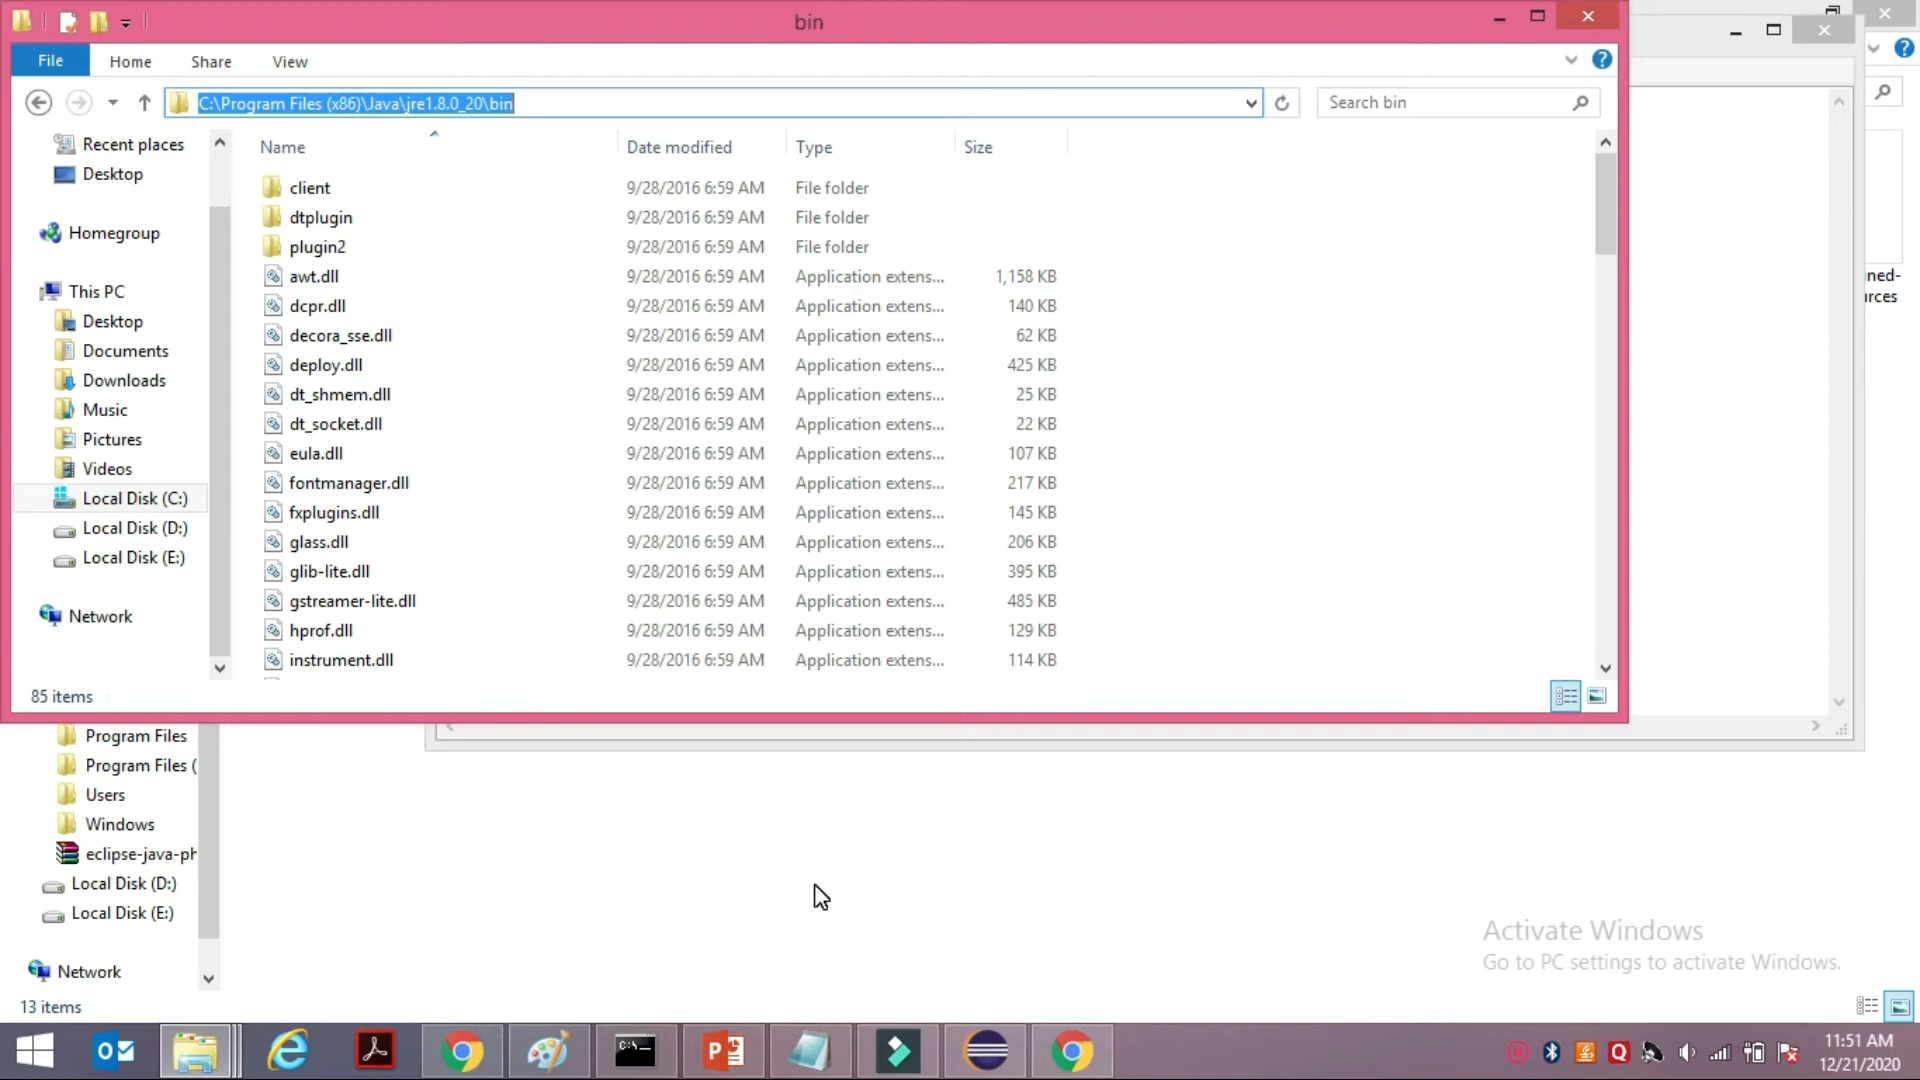 bin
File Home Share View
C:\Program Files (x86)\Java\jre1.8.0_20\bin
Search bin
Name Date modified Type Size
Recent places
Desktop
Homegroup
This PC
Desktop
Documents
Downloads
Music
Pictures
Videos
Local Disk (C:)
Local Disk (D:)
Local Disk (E:)
Network
client 9/28/2016 6:59 AM File folder
dtplugin 9/28/2016 6:59 AM File folder
plugin2 9/28/2016 6:59 AM File folder
awt.dll 9/28/2016 6:59 AM Application extens... 1,158 KB
dcpr.dll 9/28/2016 6:59 AM Application extens... 140 KB
decora_sse.dll 9/28/2016 6:59 AM Application extens... 62 KB
deploy.dll 9/28/2016 6:59 AM Application extens... 425 KB
dt_shmem.dll 9/28/2016 6:59 AM Application extens... 25 KB
dt_socket.dll 9/28/2016 6:59 AM Application extens... 22 KB
eula.dll 9/28/2016 6:59 AM Application extens... 107 KB
fontmanager.dll 9/28/2016 6:59 AM Application extens... 217 KB
fxplugins.dll 9/28/2016 6:59 AM Application extens... 145 KB
glass.dll 9/28/2016 6:59 AM Application extens... 206 KB
glib-lite.dll 9/28/2016 6:59 AM Application extens... 395 KB
gstreamer-lite.dll 9/28/2016 6:59 AM Application extens... 485 KB
hprof.dll 9/28/2016 6:59 AM Application extens... 129 KB
instrument.dll 9/28/2016 6:59 AM Application extens... 114 KB
85 items
ned-
urces
Program Files
Program Files (
Users
Windows
eclipse-java-ph
Local Disk (D:)
Local Disk (E:)
Network
13 items
Activate Windows
Go to PC settings to activate Windows.
11:51 AM
12/21/2020